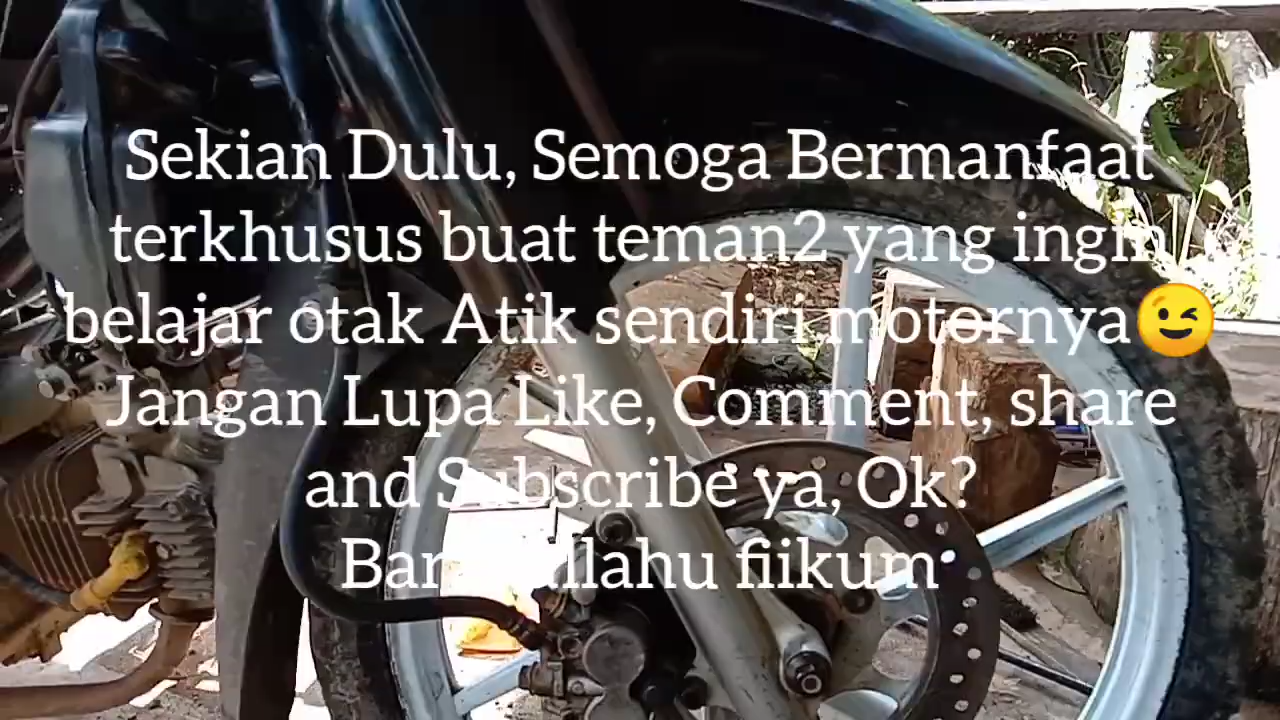 Sekian Dulu, Semoga Bermanfaat
terkhusus buat teman2 yang ingin
belajar otak Atik sendiri motornya😉
Jangan Lupa Like, Comment, share
and Subscribe ya, Ok?
fiikum